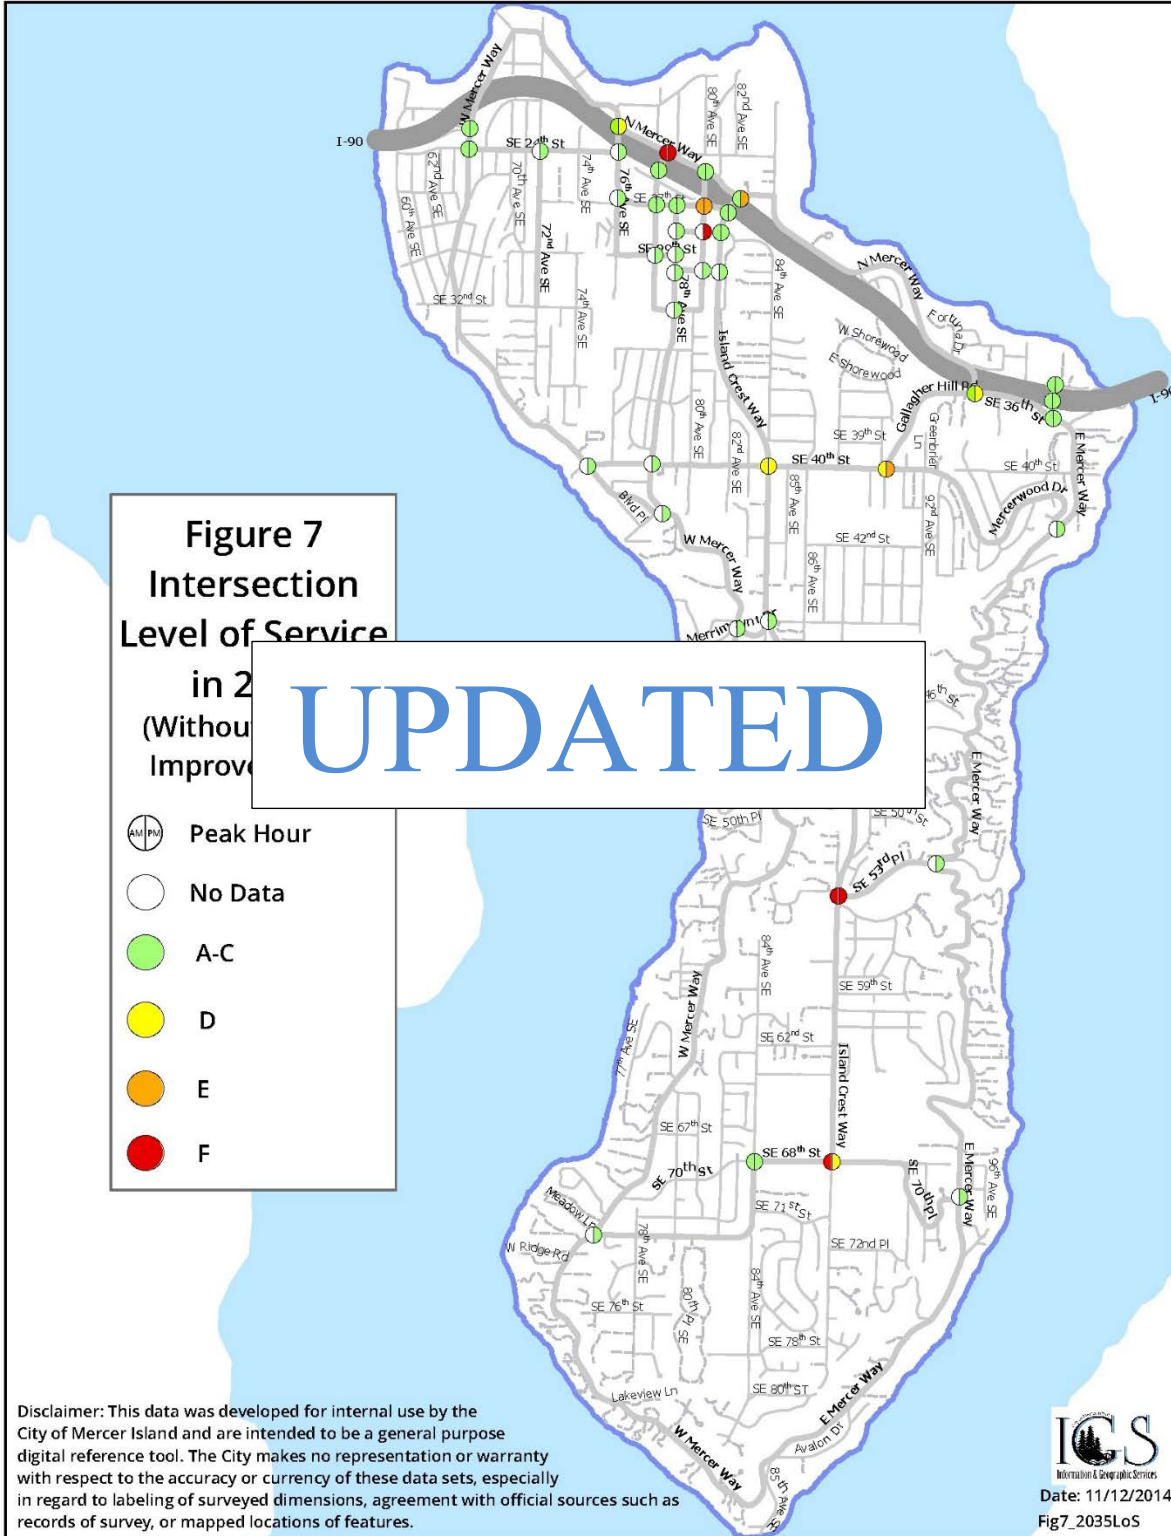 Figure 7
Intersection
Level of Service
in 2
(Without
Improve
UPDATED
AM PM Peak Hour
No Data
A-C
D
E
F
I-90
W Mercer Way
SE 24th St
N Mercer Way
80th Ave SE
82nd Ave SE
62nd Ave SE
60th Ave SE
70th Ave SE
72nd Ave SE
74th Ave SE
76th Ave SE
74th Ave SE
78th Ave SE
SE 32nd St
84th Ave SE
N Mercer Way
Fortuna Dr
W Shorewood
E Shorewood
Gallagher Hill Rd
SE 36th St
I-90
Island Crest Way
80th Ave SE
82nd Ave SE
SE 39th St
Greenbrier Ln
SE 40th St
SE 40th St
E Mercer Way
Mercerwood Dr
85th Ave SE
92nd Ave SE
Blvd Pl
W Mercer Way
SE 42nd St
86th Ave SE
46th St
E Mercer Way
SE 50th Pl
SE 50th St
SE 53rd Pl
84th Ave SE
SE 59th St
W Mercer Way
77th Ave SE
SE 62nd St
Island Crest Way
SE 67th St
SE 68th St
SE 70th St
SE 70th Pl
E Mercer Way
96th Ave SE
Meadow Ln
W Ridge Rd
SE 71st St
78th Ave SE
SE 72nd Pl
SE 76th St
80th Pl SE
84th Ave SE
SE 78th St
Lakeview Ln
SE 80th ST
E Mercer Way
Avalon Dr
W Mercer Way
85th Ave SE
Disclaimer: This data was developed for internal use by the
City of Mercer Island and are intended to be a general purpose
digital reference tool. The City makes no representation or warranty
with respect to the accuracy or currency of these data sets, especially
in regard to labeling of surveyed dimensions, agreement with official sources such as
records of survey, or mapped locations of features.
IGS
Information & Geographic Services
Date: 11/12/2014
Fig7_2035LoS